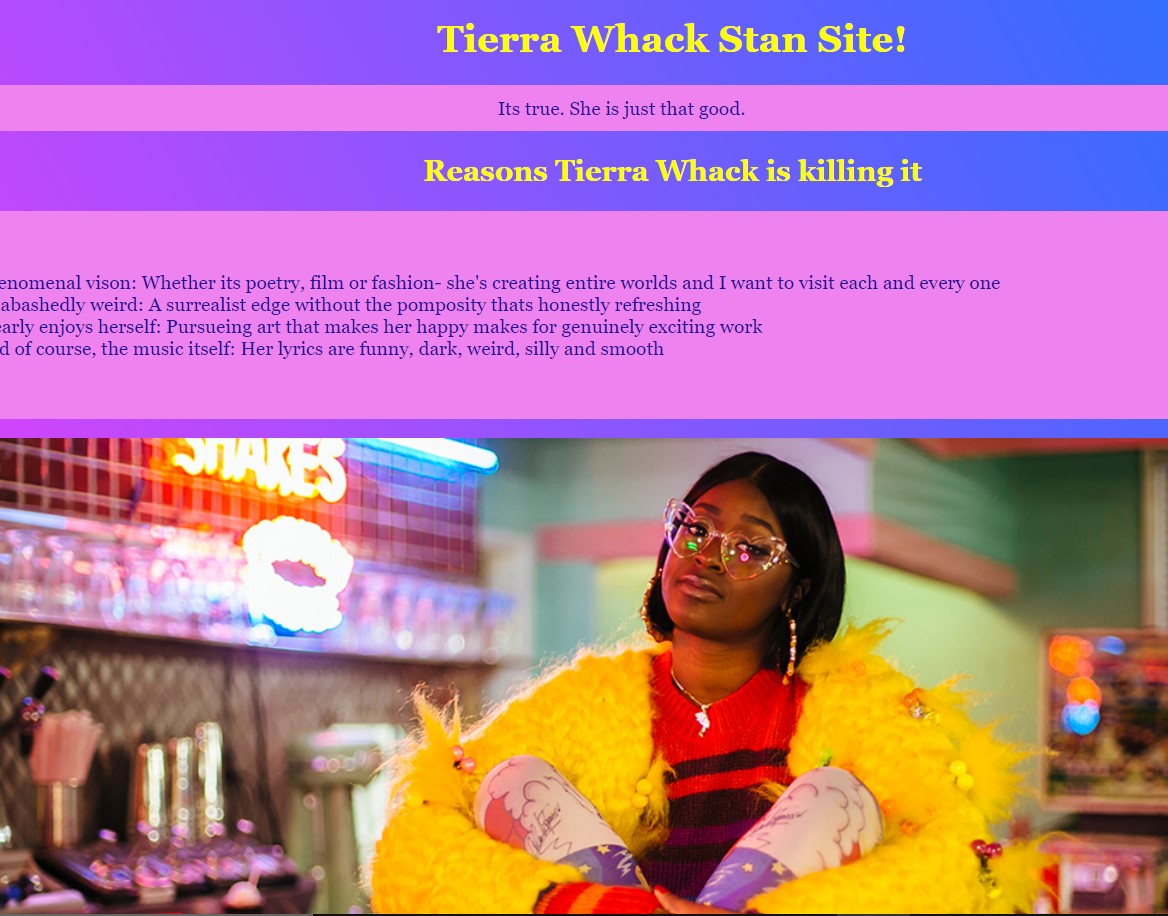 Tierra Whack Stan Site!
Its true. She is just that good.
Reasons Tierra Whack is killing it
enomenal vison: Whether its poetry, film or fashion- she's creating entire worlds and I want to visit each and every one
abashedly weird: A surrealist edge without the pomposity thats honestly refreshing
early enjoys herself: Pursueing art that makes her happy makes for genuinely exciting work
d of course, the music itself: Her lyrics are funny, dark, weird, silly and smooth
SHAKES